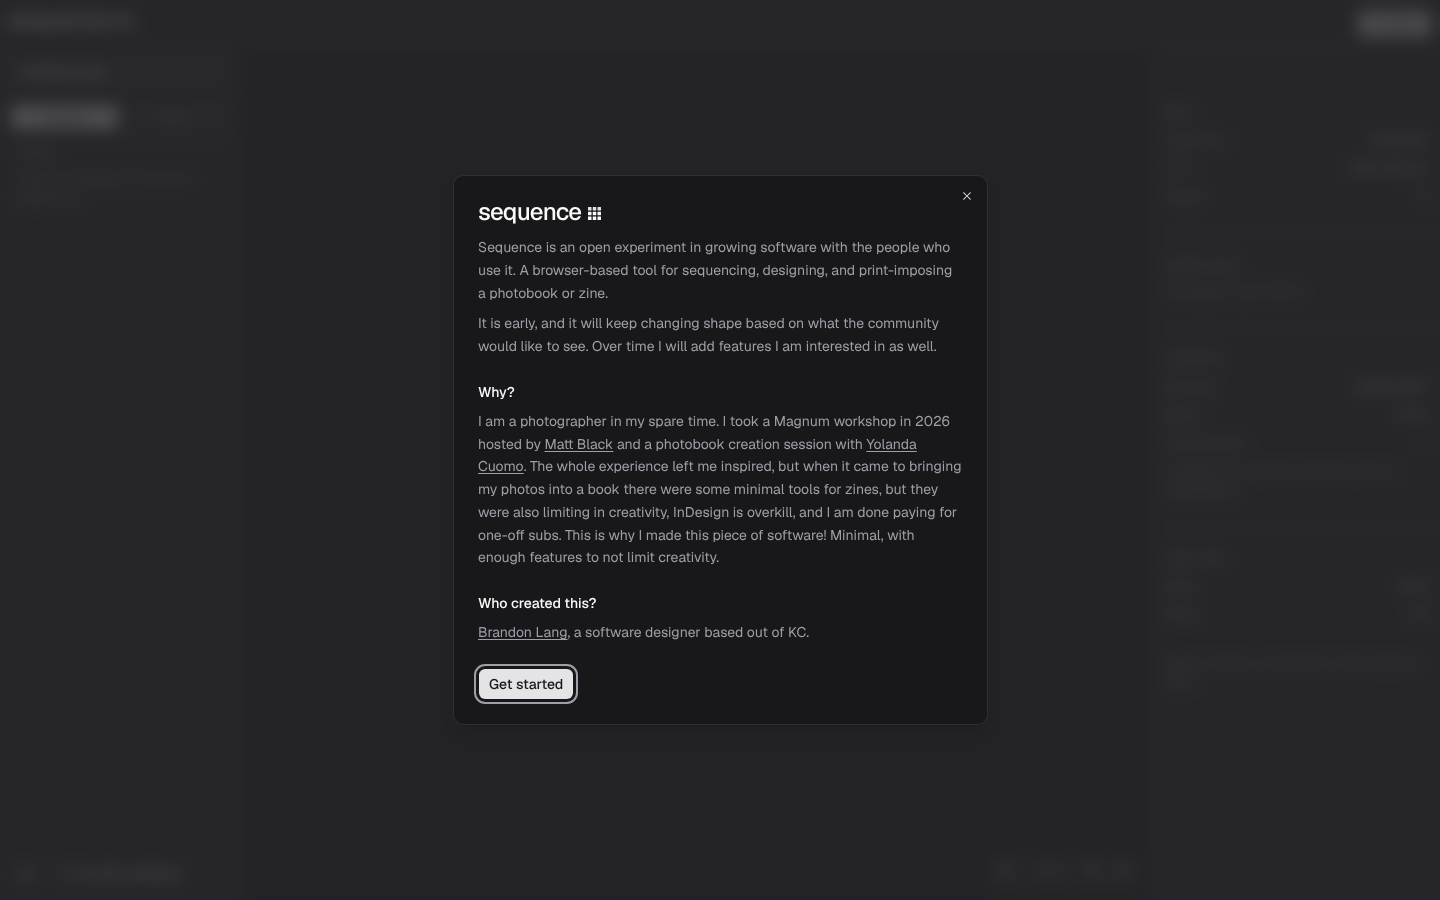 sequence
Sequence is an open experiment in growing software with the people who
use it. A browser-based tool for sequencing, designing, and print-imposing
a photobook or zine.
It is early, and it will keep changing shape based on what the community
would like to see. Over time I will add features I am interested in as well.
Why?
I am a photographer in my spare time. I took a Magnum workshop in 2026
hosted by Matt Black and a photobook creation session with Yolanda
Cuomo. The whole experience left me inspired, but when it came to bringing
my photos into a book there were some minimal tools for zines, but they
were also limiting in creativity, InDesign is overkill, and I am done paying for
one-off subs. This is why I made this piece of software! Minimal, with
enough features to not limit creativity.
Who created this?
Brandon Lang, a software designer based out of KC.
Get started